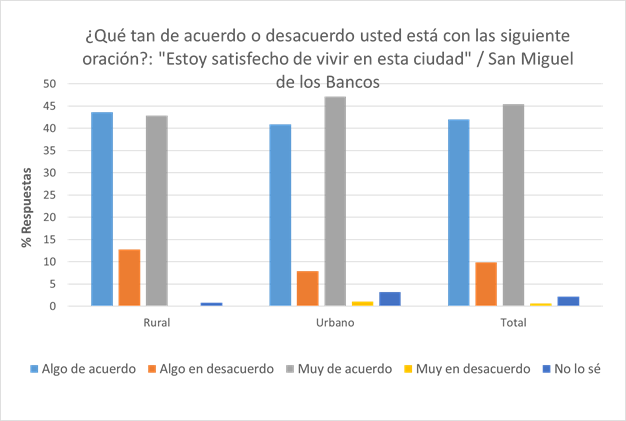 ¿Qué tan de acuerdo o desacuerdo usted está con las siguiente
oración?: "Estoy satisfecho de vivir en esta ciudad" / San Miguel
de los Bancos
50
45
40
35
30
25
20
15
10
5
0
% Respuestas
Rural Urbano Total
Algo de acuerdo Algo en desacuerdo Muy de acuerdo Muy en desacuerdo No lo sé